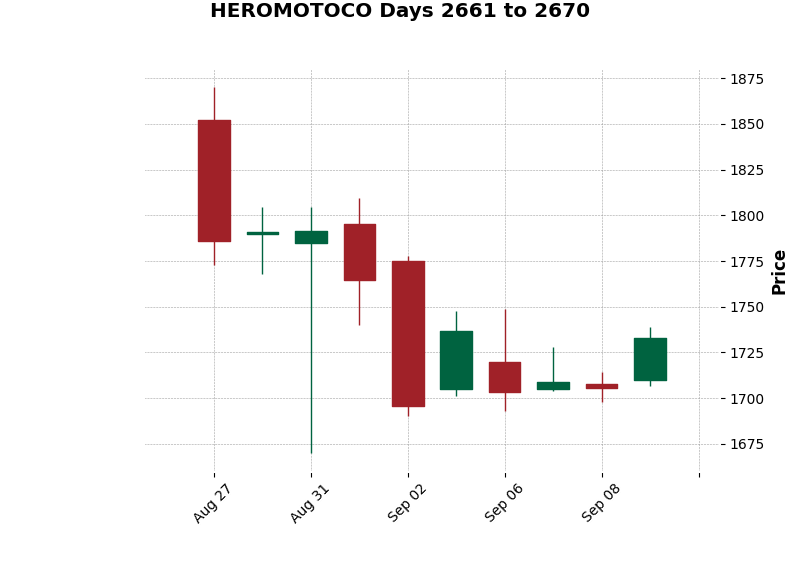 HEROMOTOCO Days 2661 to 2670
1875
1850
1825
1800
1775
1750
1725
1700
1675
Price
Aug 27
Aug 31
Sep 02
Sep 06
Sep 08